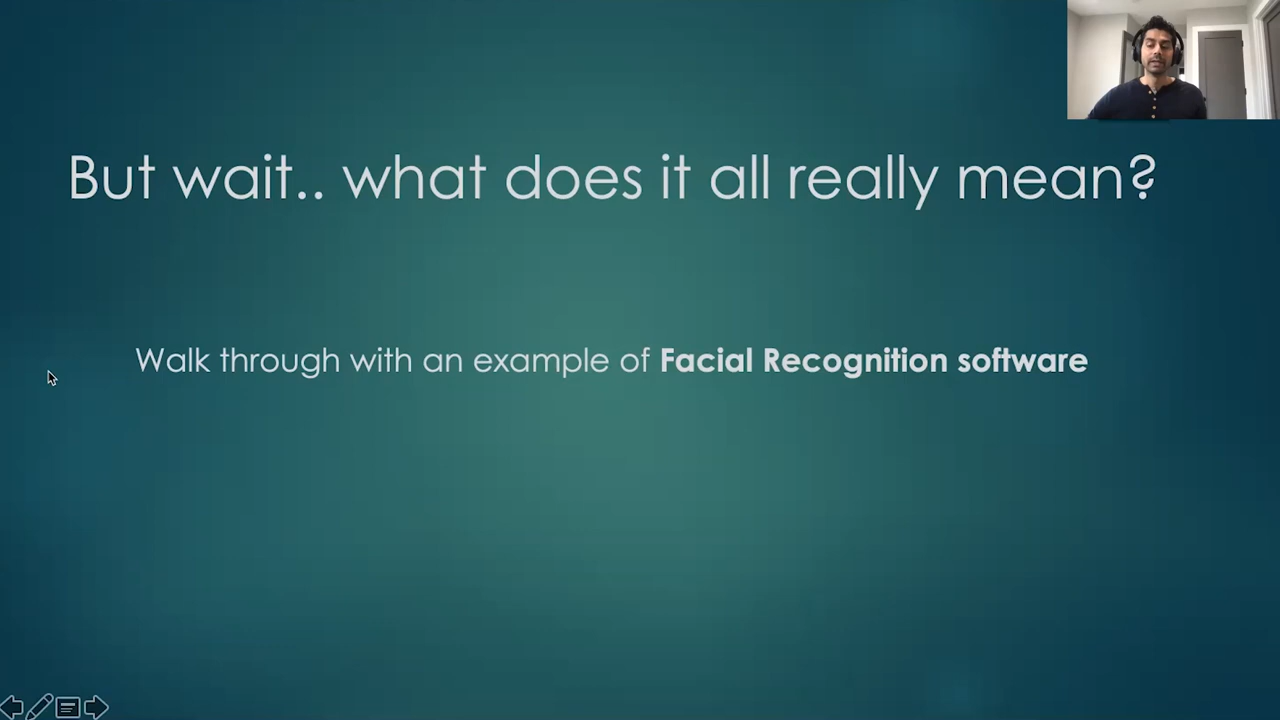 But wait.. what does it all really mean?
Walk through with an example of Facial Recognition software